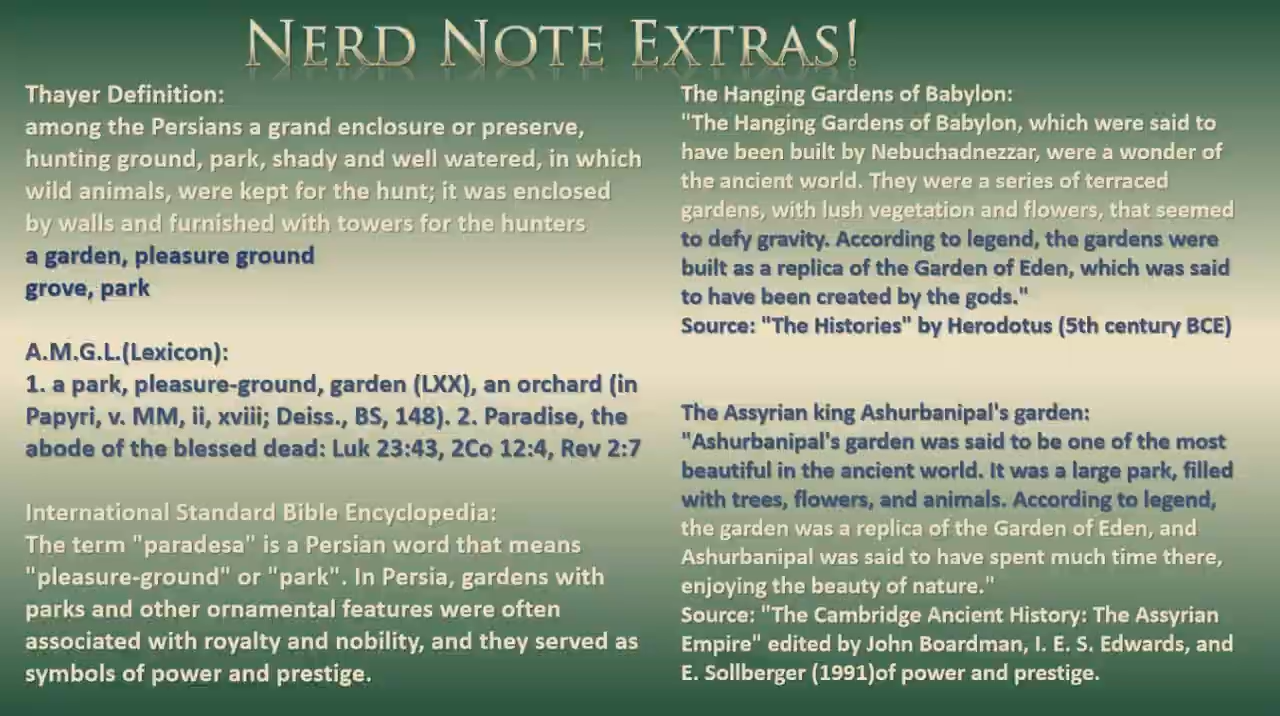 NERD NOTE EXTRAS!
Thayer Definition:
among the Persians a grand enclosure or preserve,
hunting ground, park, shady and well watered, in which
wild animals, were kept for the hunt; it was enclosed
by walls and furnished with towers for the hunters
a garden, pleasure ground
grove, park
A.M.G.L.(Lexicon):
1. a park, pleasure-ground, garden (LXX), an orchard (in
Papyri, v. MM, ii, xviii; Deiss., BS, 148). 2. Paradise, the
abode of the blessed dead: Luk 23:43, 2Co 12:4, Rev 2:7
International Standard Bible Encyclopedia:
The term "paradesa" is a Persian word that means
"pleasure-ground" or "park". In Persia, gardens with
parks and other ornamental features were often
associated with royalty and nobility, and they served as
symbols of power and prestige.
The Hanging Gardens of Babylon:
"The Hanging Gardens of Babylon, which were said to
have been built by Nebuchadnezzar, were a wonder of
the ancient world. They were a series of terraced
gardens, with lush vegetation and flowers, that seemed
to defy gravity. According to legend, the gardens were
built as a replica of the Garden of Eden, which was said
to have been created by the gods."
Source: "The Histories" by Herodotus (5th century BCE)
The Assyrian king Ashurbanipal's garden:
"Ashurbanipal's garden was said to be one of the most
beautiful in the ancient world. It was a large park, filled
with trees, flowers, and animals. According to legend,
the garden was a replica of the Garden of Eden, and
Ashurbanipal was said to have spent much time there,
enjoying the beauty of nature."
Source: "The Cambridge Ancient History: The Assyrian
Empire" edited by John Boardman, I. E. S. Edwards, and
E. Sollberger (1991)of power and prestige.